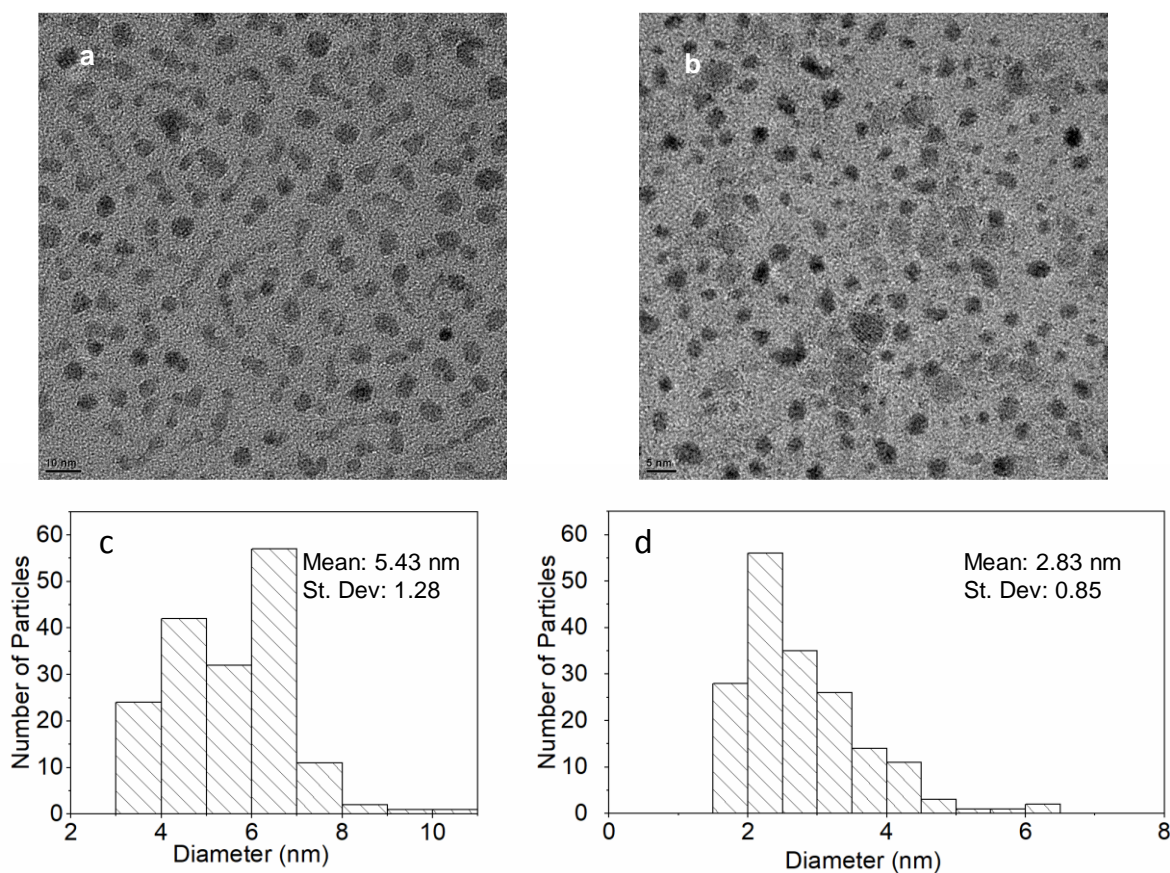 a
b
10 nm
5 nm
c
Mean: 5.43 nm
St. Dev: 1.28
60
50
40
30
20
10
0
2
4
6
8
10
Number of Particles
Diameter (nm)
d
Mean: 2.83 nm
St. Dev: 0.85
60
50
40
30
20
10
0
0
2
4
6
8
Number of Particles
Diameter (nm)